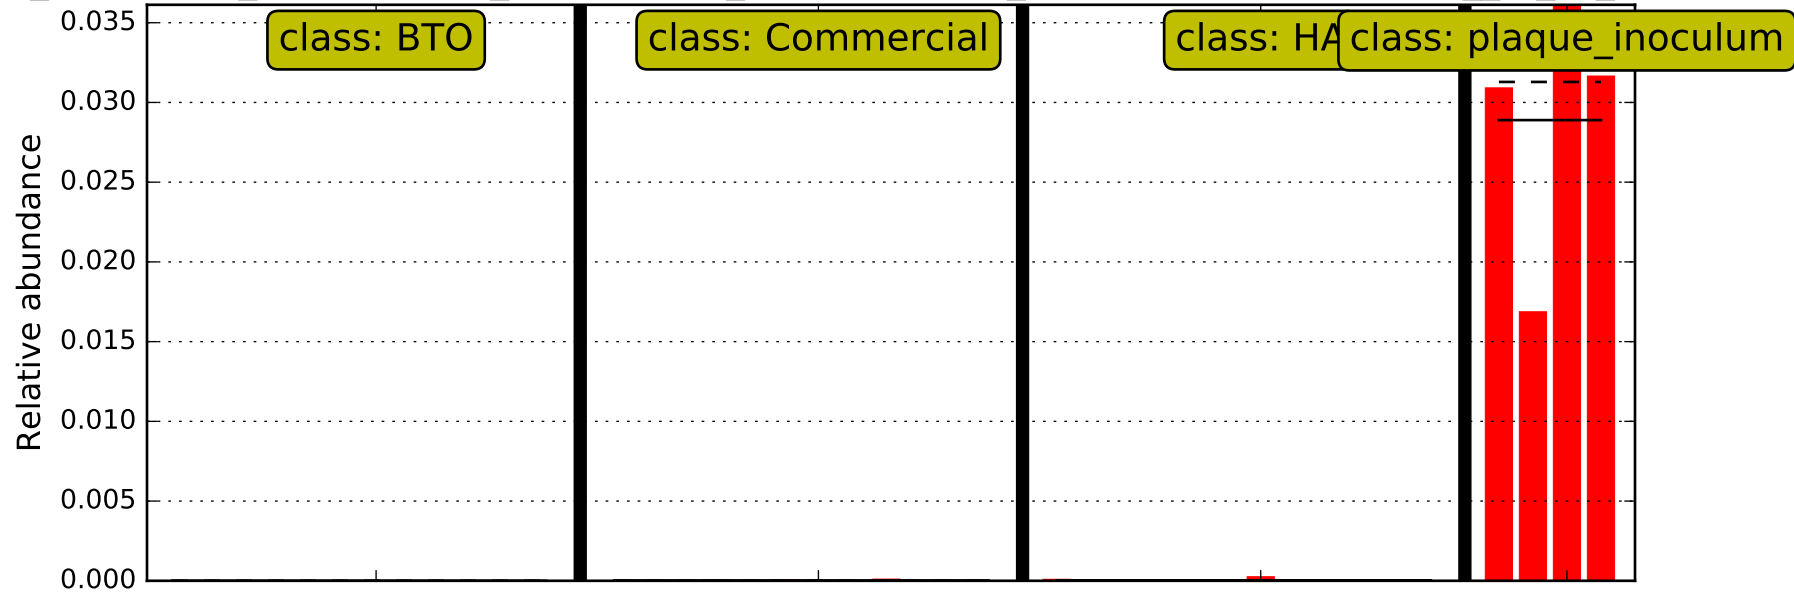 class: BTO
class: Commercial
class: HA
class: plaque_inoculum
0.035
0.030
0.025
0.020
0.015
0.010
0.005
0.000
Relative abundance